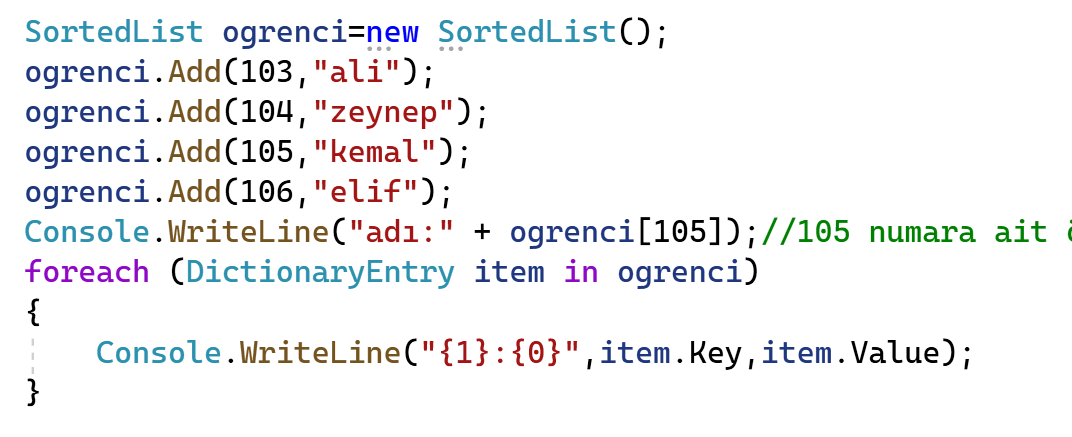 SortedList ogrenci=new SortedList();
ogrenci.Add(103,"ali");
ogrenci.Add(104,"zeynep");
ogrenci.Add(105,"kemal");
ogrenci.Add(106,"elif");
Console.WriteLine("adı:" + ogrenci[105]);//105 numara ait
foreach (DictionaryEntry item in ogrenci)
{
    Console.WriteLine("{1}:{0}",item.Key,item.Value);
}